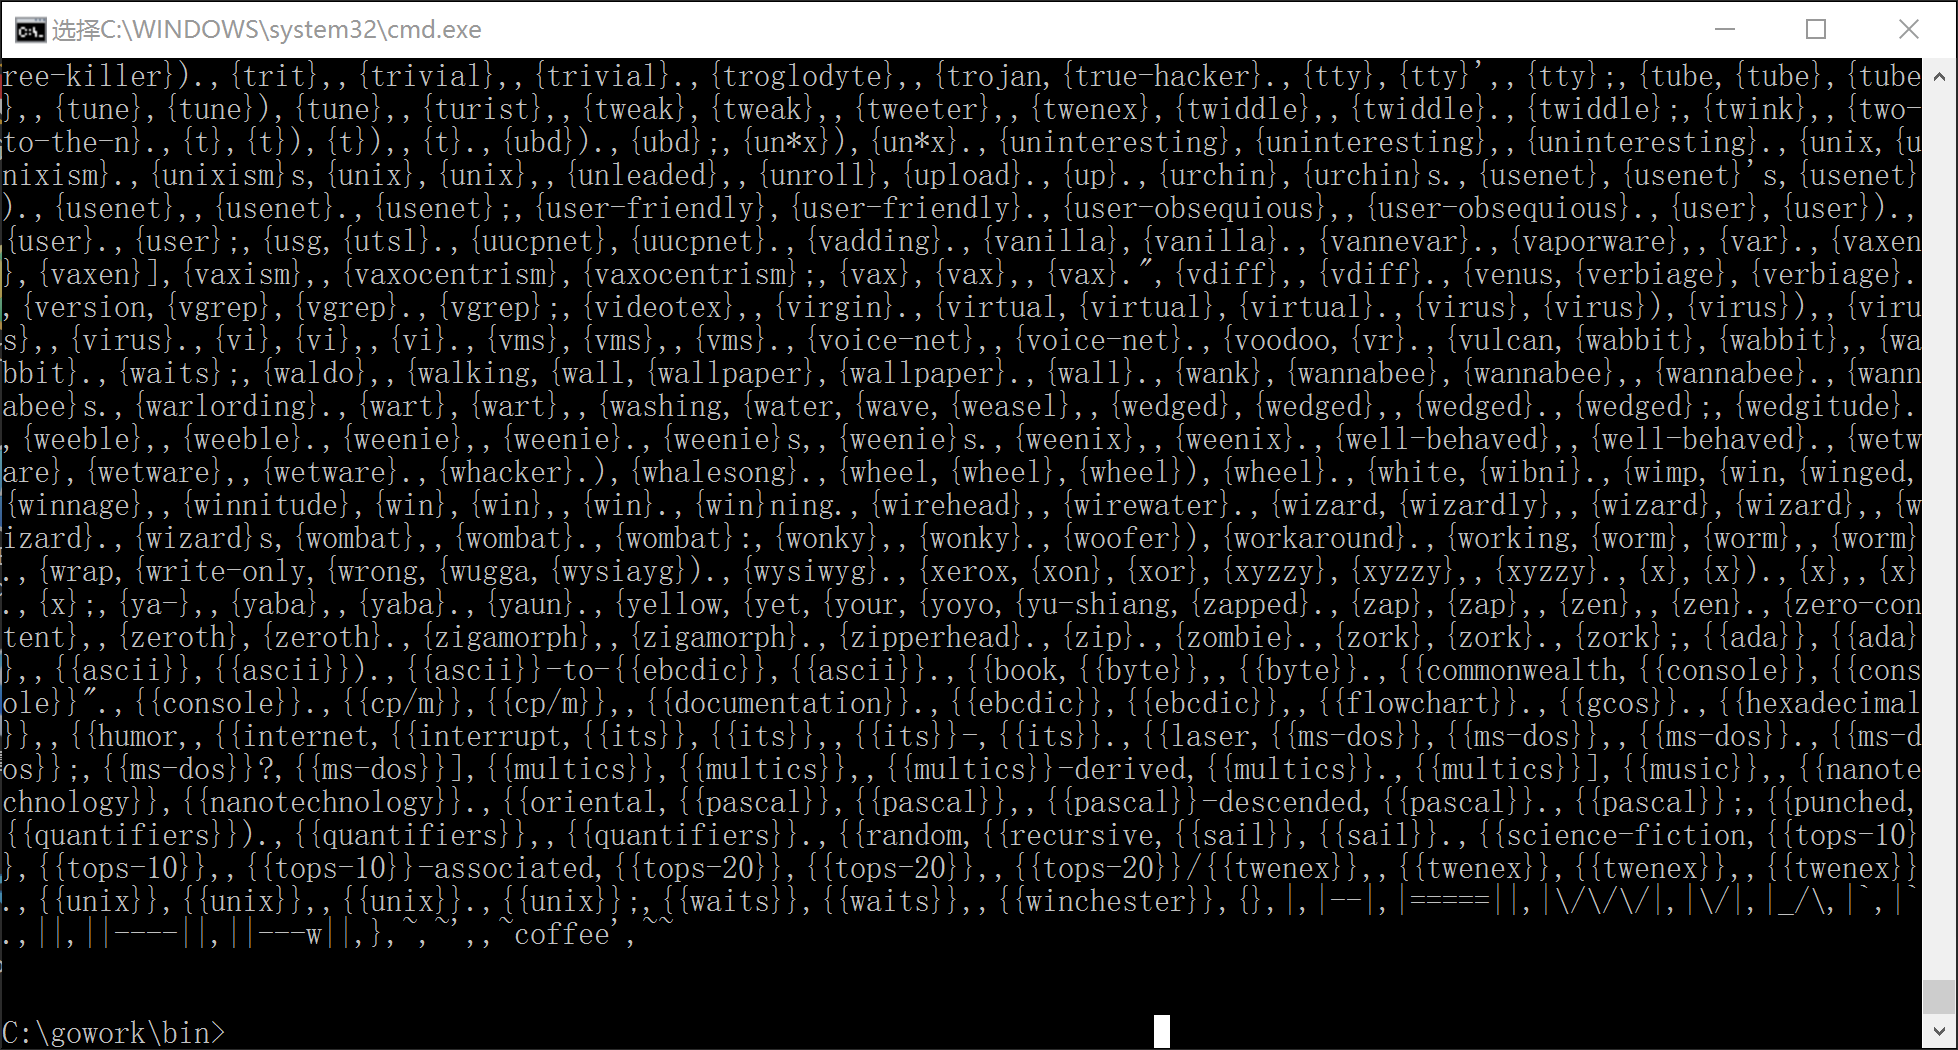 选择C:\WINDOWS\system32\cmd.exe
ree-killer})., {trit},, {trivial},, {trivial}., {troglodyte},, {trojan, {true-hacker}., {tty}, {tty}',, {tty};, {tube, {tube}, {tube
},, {tune}, {tune}), {tune},, {turist},, {tweak}, {tweak},, {tweeter},, {twenex}, {twiddle},, {twiddle}., {twiddle};, {twink},, {two-
to-the-n}., {t}, {t}), {t}),, {t}., {ubd})., {ubd};, {un*x}), {un*x}., {uninteresting}, {uninteresting},, {uninteresting}., {unix, {u
nixism}., {unixism}s, {unix}, {unix},, {unleaded},, {unroll}, {upload}., {up}., {urchin}, {urchin}s., {usenet}, {usenet}'s, {usenet}
)., {usenet},, {usenet}., {usenet};, {user-friendly}, {user-friendly}., {user-obsequious},, {user-obsequious}., {user}, {user}).,
{user}., {user};, {usg, {utsl}., {uucpnet}, {uucpnet}., {vadding}., {vanilla}, {vanilla}., {vannevar}., {vaporware},, {var}., {vaxen
}, {vaxen}], {vaxism},, {vaxocentrism}, {vaxocentrism};, {vax}, {vax},, {vax}.", {vdiff},, {vdiff}., {venus, {verbiage}, {verbiage}.
, {version, {vgrep}, {vgrep}., {vgrep};, {videotex},, {virgin}., {virtual, {virtual}, {virtual}., {virus}, {virus}), {virus}),, {viru
s},, {virus}., {vi}, {vi},, {vi}., {vms}, {vms},, {vms}., {voice-net},, {voice-net}., {voodoo, {vr}., {vulcan, {wabbit}, {wabbit},, {wa
bbit}., {waits};, {waldo},, {walking, {wall, {wallpaper}, {wallpaper}., {wall}., {wank}, {wannabee}, {wannabee},, {wannabee}., {wann
abee}s., {warlording}., {wart}, {wart},, {washing, {water, {wave, {weasel},, {wedged}, {wedged},, {wedged}., {wedged};, {wedgitude}.
, {weeble},, {weeble}., {weenie},, {weenie}., {weenie}s,, {weenie}s., {weenix},, {weenix}., {well-behaved},, {well-behaved}., {wetw
are}, {wetware},, {wetware}., {whacker}.), {whalesong}., {wheel, {wheel}, {wheel}), {wheel}., {white, {wibni}., {wimp, {win, {winged,
{winnage},, {winnitude}, {win}, {win},, {win}., {win}ning., {wirehead},, {wirewater}., {wizard, {wizardly},, {wizard}, {wizard},, {w
izard}., {wizard}s, {wombat},, {wombat}., {wombat}:, {wonky},, {wonky}., {woofer}), {workaround}., {working, {worm}, {worm},, {worm}
., {wrap, {write-only, {wrong, {wugga, {wysiayg})., {wysiwyg}., {xerox, {xon}, {xor}, {xyzzy}, {xyzzy},, {xyzzy}., {x}, {x})., {x},, {x}
., {x};, {ya-},, {yaba},, {yaba}., {yaun}., {yellow, {yet, {your, {yoyo, {yu-shiang, {zapped}., {zap}, {zap},, {zen},, {zen}., {zero-con
tent},, {zeroth}, {zeroth}., {zigamorph},, {zigamorph}., {zipperhead}., {zip}., {zombie}., {zork}, {zork}., {zork};, {{ada}}, {{ada}
},, {{ascii}}, {{ascii}})., {{ascii}}-to-{{ebcdic}}, {{ascii}}., {{book, {{byte}},, {{byte}}., {{commonwealth, {{console}}, {{cons
ole}}"., {{console}}., {{cp/m}}, {{cp/m}},, {{documentation}}., {{ebcdic}}, {{ebcdic}},, {{flowchart}}., {{gcos}}., {{hexadecimal
}},, {{humor,, {{internet, {{interrupt, {{its}}, {{its}},, {{its}}-, {{its}}., {{laser, {{ms-dos}}, {{ms-dos}},, {{ms-dos}}., {{ms-d
os}};, {{ms-dos}}?, {{ms-dos}}], {{multics}}, {{multics}},, {{multics}}-derived, {{multics}}., {{multics}}], {{music}},, {{nanote
chnology}}, {{nanotechnology}}., {{oriental, {{pascal}}, {{pascal}},, {{pascal}}-descended, {{pascal}}., {{pascal}};, {{punched,
{{quantifiers}})., {{quantifiers}},, {{quantifiers}}., {{random, {{recursive, {{sail}}, {{sail}}., {{science-fiction, {{tops-10}
}, {{tops-10}},, {{tops-10}}-associated, {{tops-20}}, {{tops-20}},, {{tops-20}}/{{twenex}},, {{twenex}}, {{twenex}},, {{twenex}}
., {{unix}}, {{unix}},, {{unix}}., {{unix}};, {{waits}}, {{waits}},, {{winchester}}, {}, |, |--|, |=====||, |\/\/\/|, |\/|, |_/\, |`, |`
., ||, ||----||, ||---w||, }, ~, ~',, ~coffee', ~~
C:\gowork\bin>